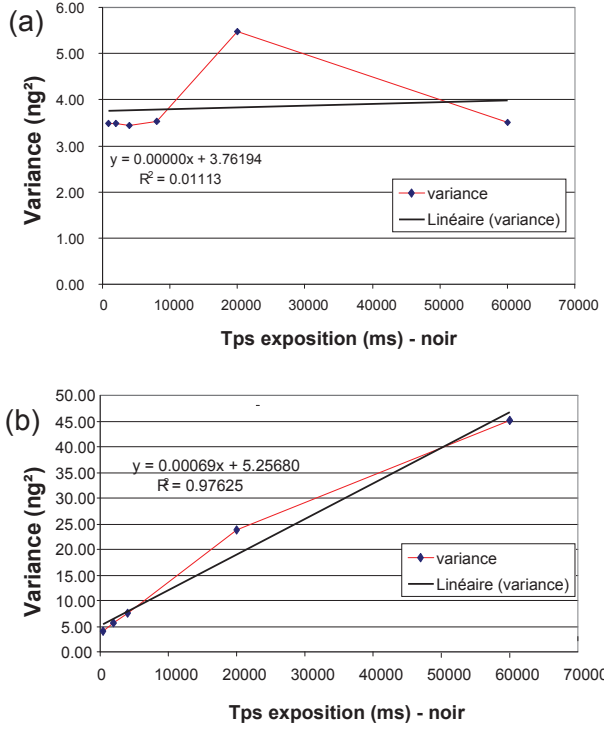 (a)
6.00
5.00
4.00
3.00
2.00
1.00
0.00
Variance (ng²)
y = 0.00000x + 3.76194
R² = 0.01113
variance
Linéaire (variance)
0 10000 20000 30000 40000 50000 60000 70000
Tps exposition (ms) - noir
(b)
50.00
45.00
40.00
35.00
30.00
25.00
20.00
15.00
10.00
5.00
0.00
Variance (ng²)
-
y = 0.00069x + 5.25680
R² = 0.97625
variance
Linéaire (variance)
0 10000 20000 30000 40000 50000 60000 70000
Tps exposition (ms) - noir